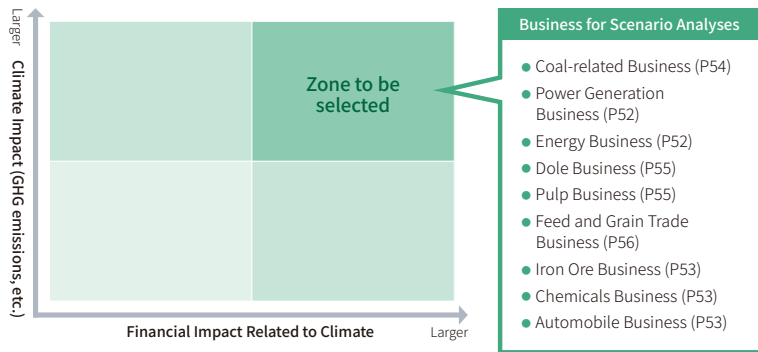 Larger
Climate Impact (GHG emissions, etc.)
Zone to be
selected
Financial Impact Related to Climate
Larger
Business for Scenario Analyses
● Coal-related Business (P54)
● Power Generation
Business (P52)
● Energy Business (P52)
● Dole Business (P55)
● Pulp Business (P55)
● Feed and Grain Trade
Business (P56)
● Iron Ore Business (P53)
● Chemicals Business (P53)
● Automobile Business (P53)